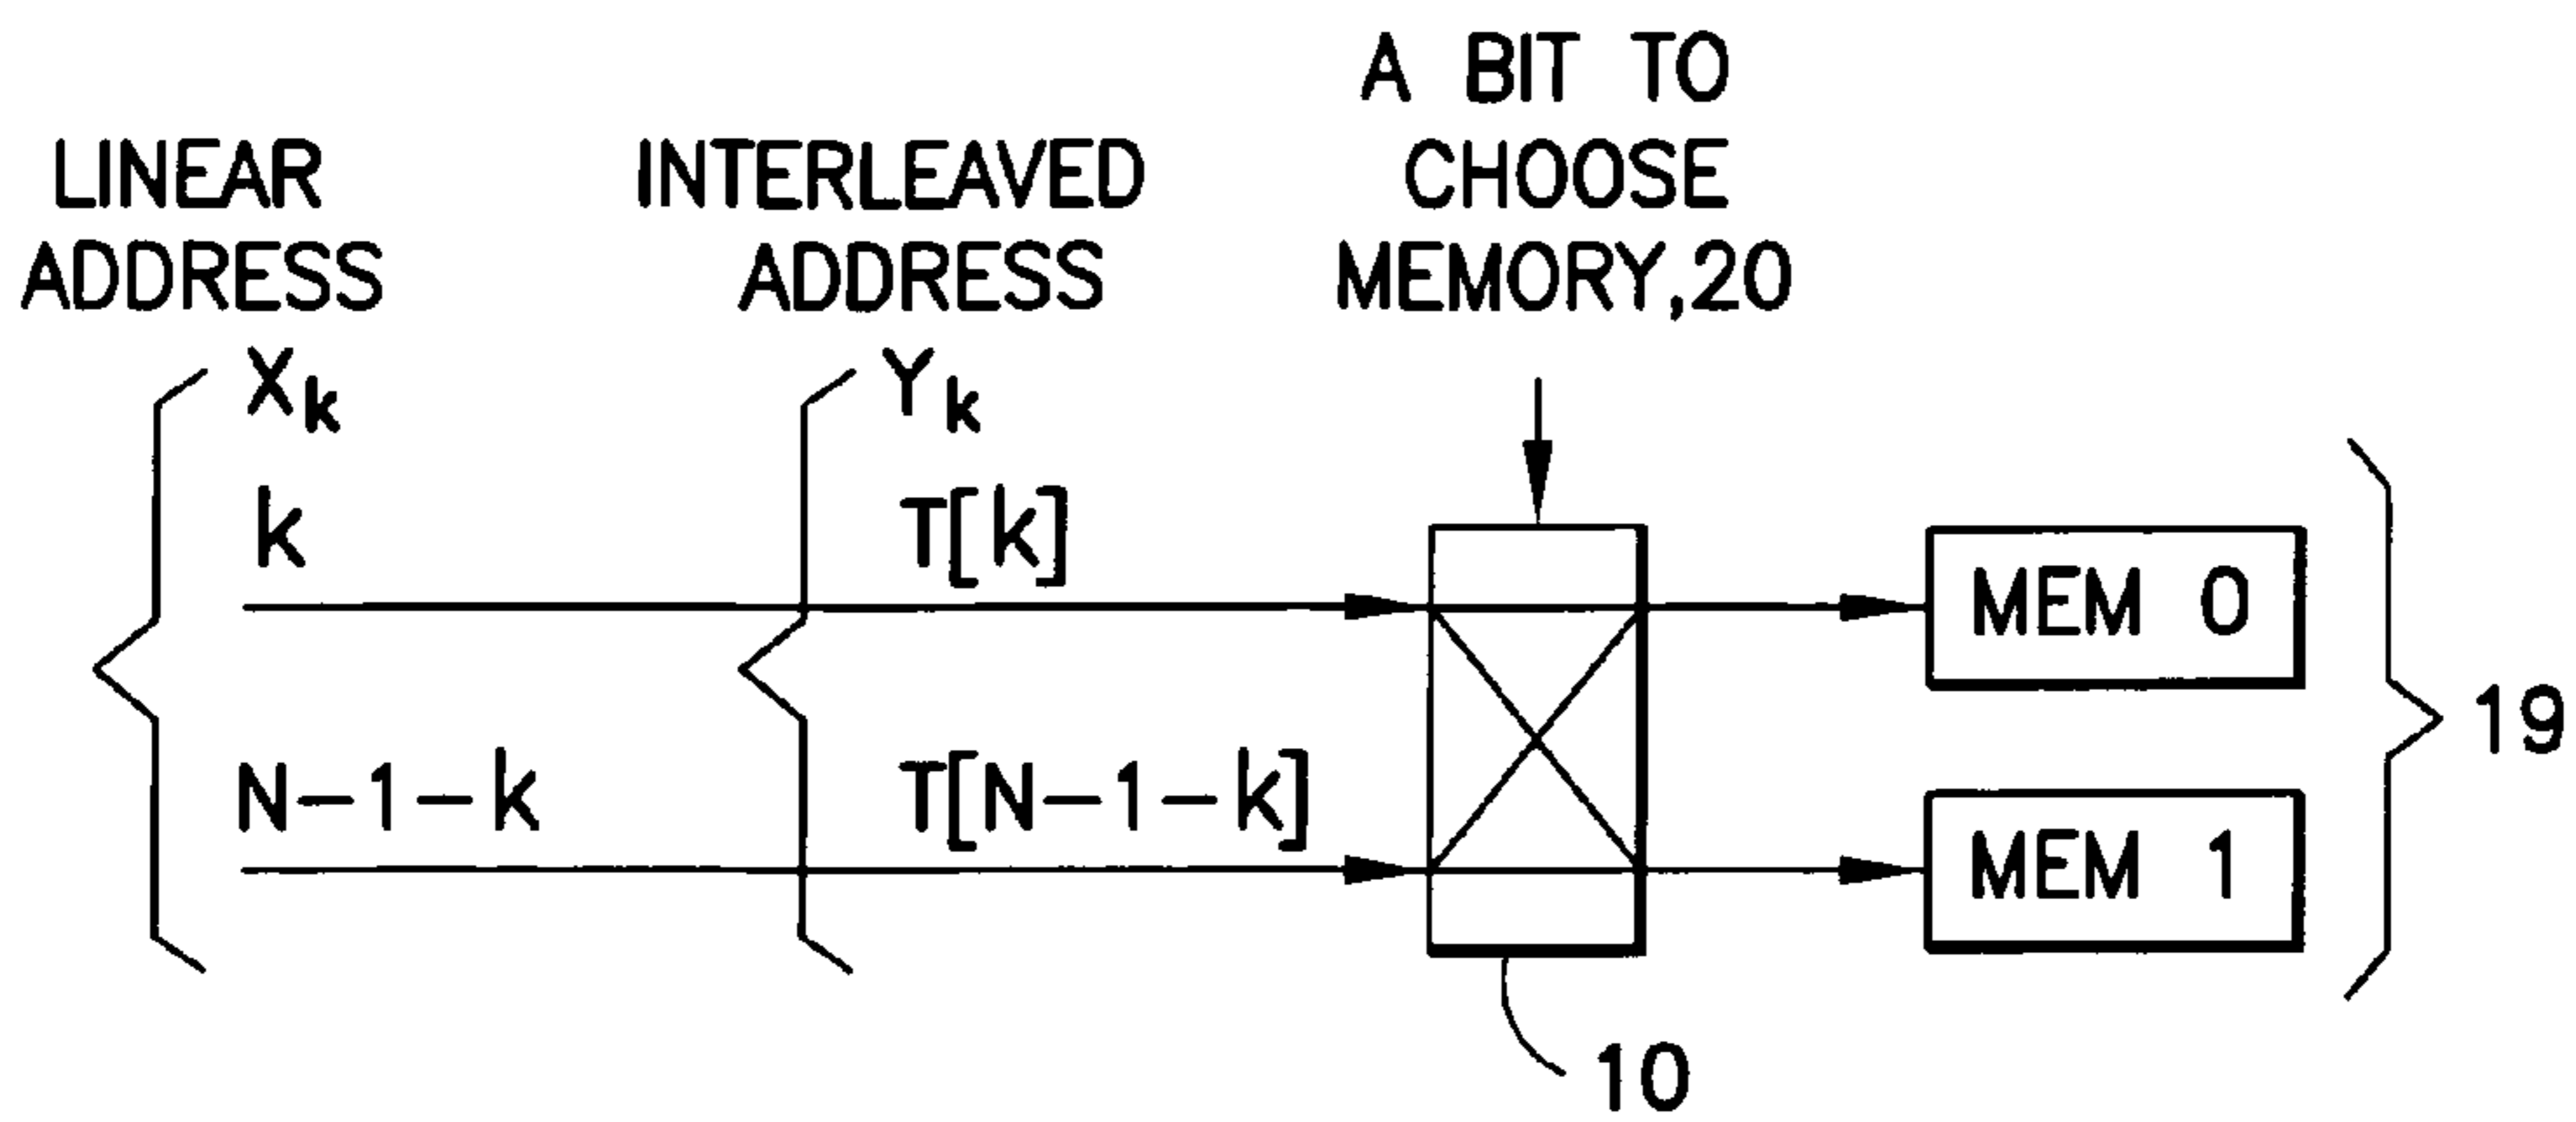 LINEAR
ADDRESS
Xk
k
N-1-k
INTERLEAVED
ADDRESS
Yk
T[k]
T[N-1-k]
A BIT TO
CHOOSE
MEMORY,20
MEM 0
MEM 1
19
10